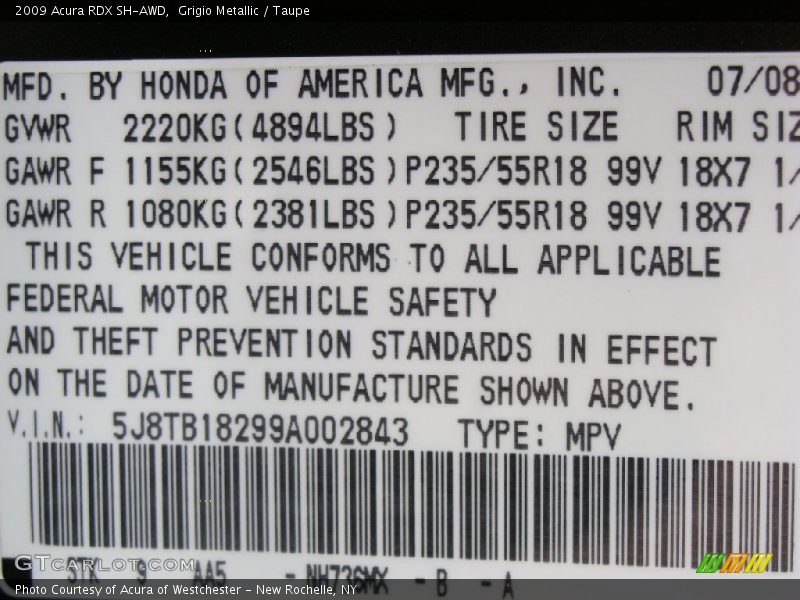 2009 Acura RDX SH-AWD,  Grigio Metallic / Taupe
MFD. BY HONDA OF AMERICA MFG., INC. 07/08
GVWR 2220KG(4894LBS) TIRE SIZE RIM SIZ
GAWR F 1155KG(2546LBS)P235/55R18 99V 18X7 1/
GAWR R 1080KG(2381LBS)P235/55R18 99V 18X7 1/
THIS VEHICLE CONFORMS TO ALL APPLICABLE
FEDERAL MOTOR VEHICLE SAFETY
AND THEFT PREVENTION STANDARDS IN EFFECT
ON THE DATE OF MANUFACTURE SHOWN ABOVE.
V.I.N.: 5J8TB18299A002843 TYPE: MPV
GTCarLot.com
STK 9 AA5 - NH736MX - B - A
Photo Courtesy of Acura of Westchester - New Rochelle, NY